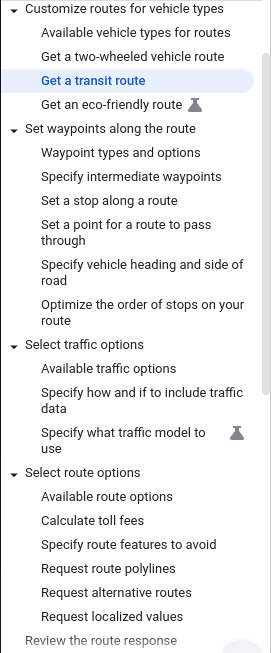 Customize routes for vehicle types
Available vehicle types for routes
Get a two-wheeled vehicle route
Get a transit route
Get an eco-friendly route
Set waypoints along the route
Waypoint types and options
Specify intermediate waypoints
Set a stop along a route
Set a point for a route to pass
through
Specify vehicle heading and side of
road
Optimize the order of stops on your
route
Select traffic options
Available traffic options
Specify how and if to include traffic
data
Specify what traffic model to
use
Select route options
Available route options
Calculate toll fees
Specify route features to avoid
Request route polylines
Request alternative routes
Request localized values
Review the route response